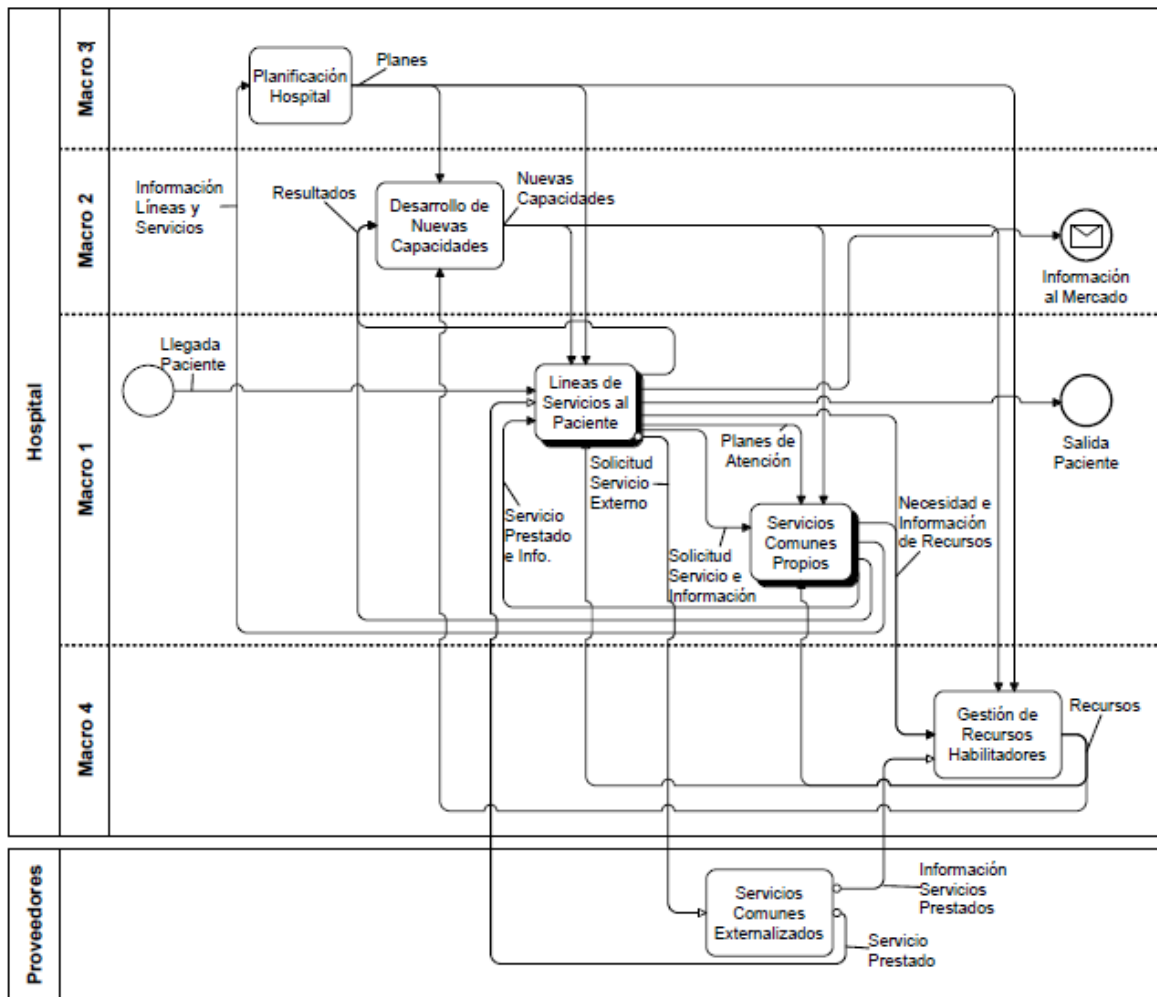 Hospital
Macro 3
Planificación
Hospital
Planes
Macro 2
Información
Líneas y
Servicios
Resultados
Desarrollo de
Nuevas
Capacidades
Nuevas
Capacidades
Información
al Mercado
Macro 1
Llegada
Paciente
Lineas de
Servicios al
Paciente
Salida
Paciente
Planes de
Atención
Solicitud
Servicio
Externo
Servicio
Prestado
e Info.
Servicios
Comunes
Propios
Solicitud
Servicio e
Información
Necesidad e
Información
de Recursos
Macro 4
Gestión de
Recursos
Habilitadores
Recursos
Proveedores
Servicios
Comunes
Externalizados
Información
Servicios
Prestados
Servicio
Prestado